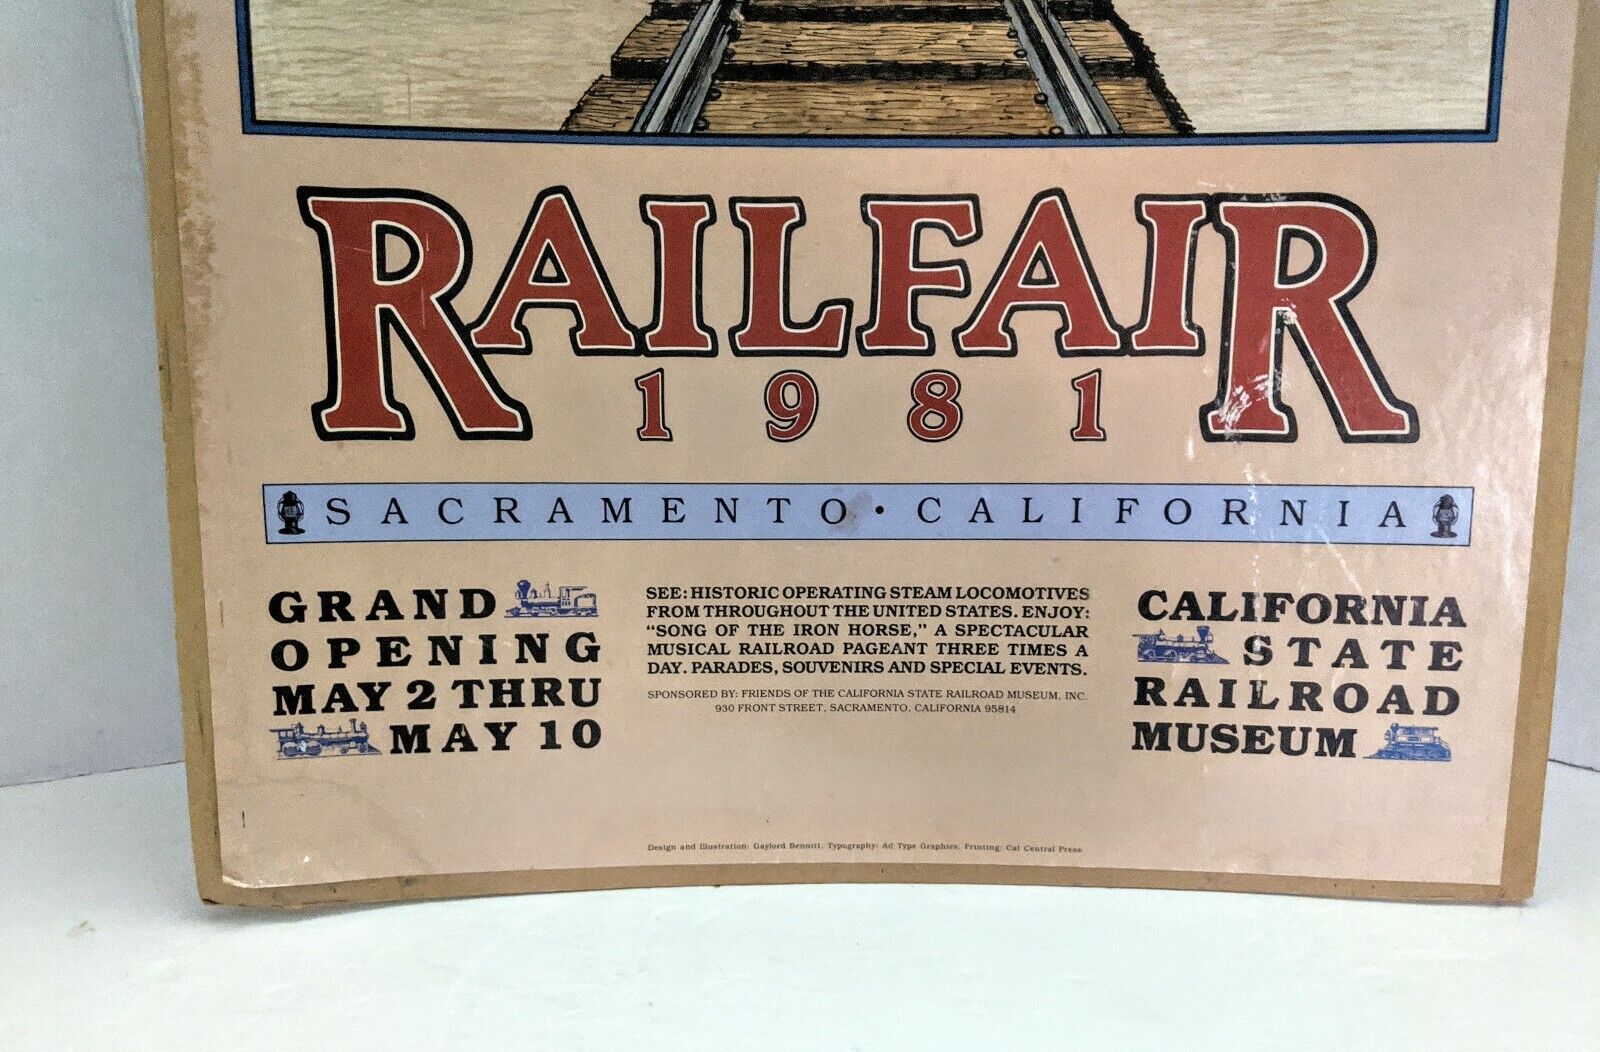 RAILFAIR
1981
SACRAMENTO • CALIFORNIA
GRAND
OPENING
MAY 2 THRU
MAY 10
SEE: HISTORIC OPERATING STEAM LOCOMOTIVES
FROM THROUGHOUT THE UNITED STATES. ENJOY:
“SONG OF THE IRON HORSE,” A SPECTACULAR
MUSICAL RAILROAD PAGEANT THREE TIMES A
DAY. PARADES, SOUVENIRS AND SPECIAL EVENTS.
SPONSORED BY: FRIENDS OF THE CALIFORNIA STATE RAILROAD MUSEUM, INC.
930 FRONT STREET, SACRAMENTO, CALIFORNIA 95814
CALIFORNIA
STATE
RAILROAD
MUSEUM
Design and Illustration: Gaylord Bennitt, Typography: Ad Type Graphics, Printing: Cal Central Press